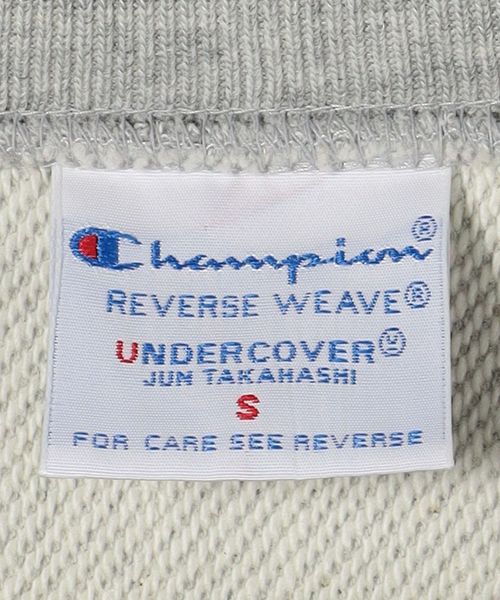 Champion®
REVERSE WEAVE®
UNDERCOVER®
JUN TAKAHASHI
S
FOR CARE SEE REVERSE